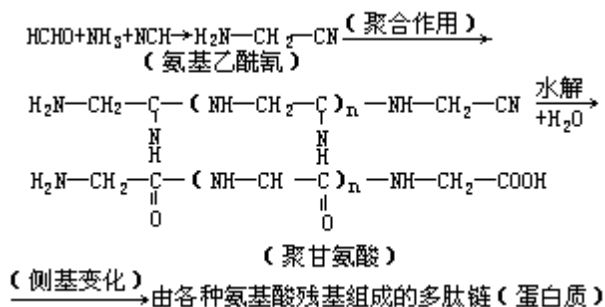 HCHO+NH₃+NCH→H₂N—CH₂—CN (聚合作用)→
(氨基乙酰氰)
H₂N—CH₂—C—(NH—CH₂—C)ₙ—NH—CH₂—CN 水解 +H₂O→
NH NH
H₂N—CH₂—C—(NH—CH—C)ₙ—NH—CH₂—COOH
O O
(聚甘氨酸)
(侧基变化)→由各种氨基酸残基组成的多肽链(蛋白质)